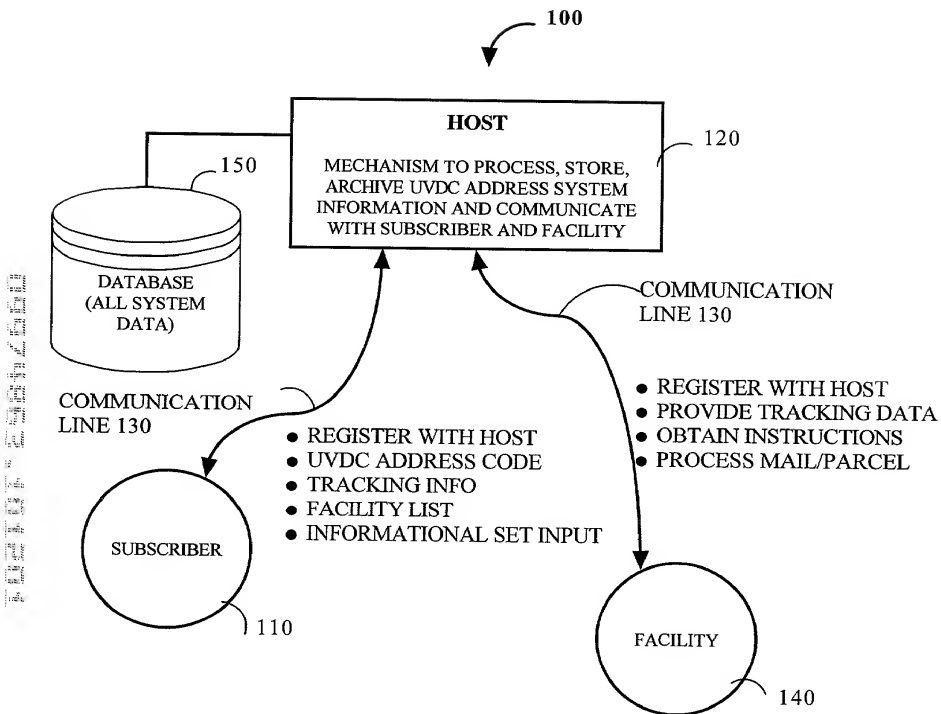 100
HOST
MECHANISM TO PROCESS, STORE,
ARCHIVE UVDC ADDRESS SYSTEM
INFORMATION AND COMMUNICATE
WITH SUBSCRIBER AND FACILITY
120
150
DATABASE
(ALL SYSTEM
DATA)
COMMUNICATION
LINE 130
COMMUNICATION
LINE 130
● REGISTER WITH HOST
● UVDC ADDRESS CODE
● TRACKING INFO
● FACILITY LIST
● INFORMATIONAL SET INPUT
● REGISTER WITH HOST
● PROVIDE TRACKING DATA
● OBTAIN INSTRUCTIONS
● PROCESS MAIL/PARCEL
SUBSCRIBER
110
FACILITY
140